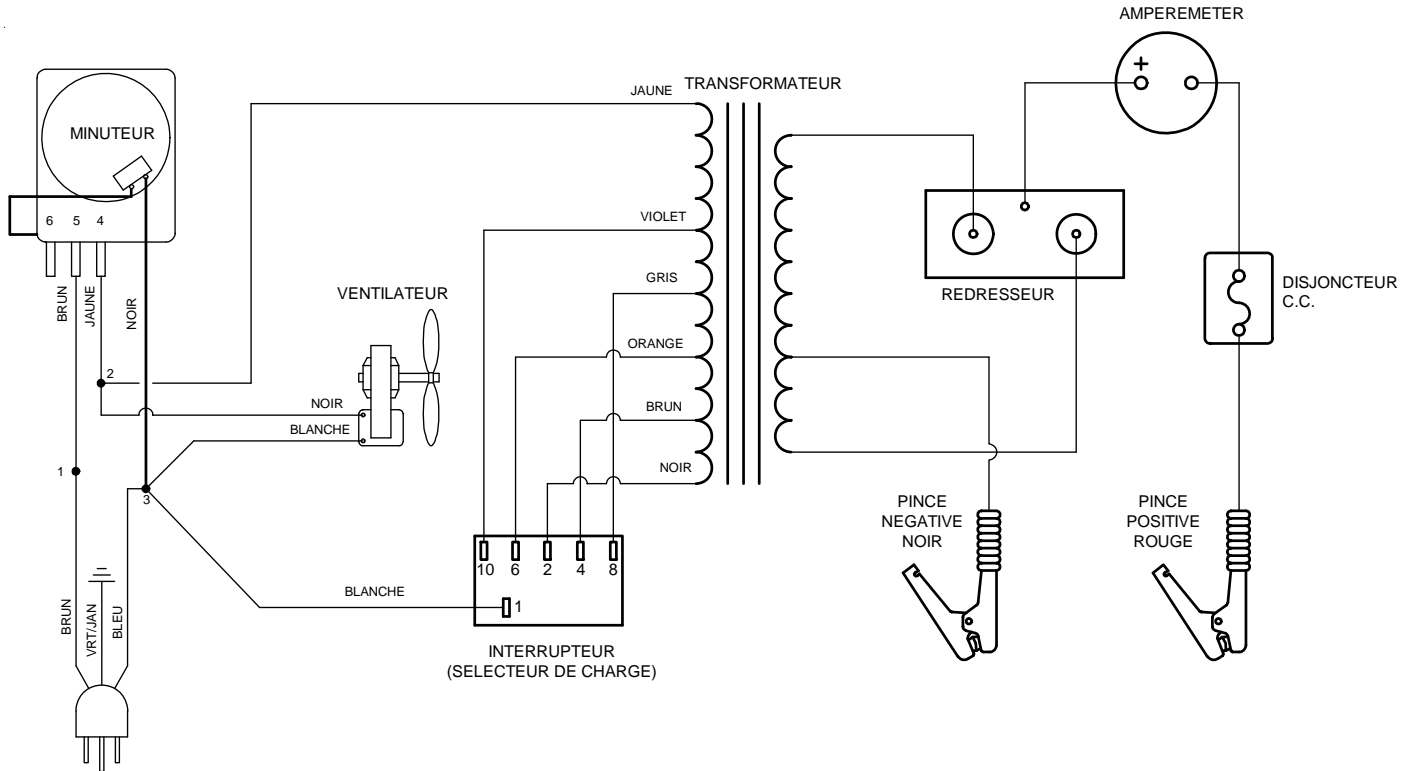 AMPEREMETER
+
MINUTEUR
6 5 4
BRUN
JAUNE
NOIR
JAUNE
TRANSFORMATEUR
VIOLET
GRIS
ORANGE
BRUN
NOIR
VENTILATEUR
NOIR
BLANCHE
2
1
3
REDRESSEUR
DISJONCTEUR
C.C.
PINCE
NEGATIVE
NOIR
PINCE
POSITIVE
ROUGE
10 6 2 4 8
1
BLANCHE
INTERRUPTEUR
(SELECTEUR DE CHARGE)
BRUN
VRT/JAN
BLEU